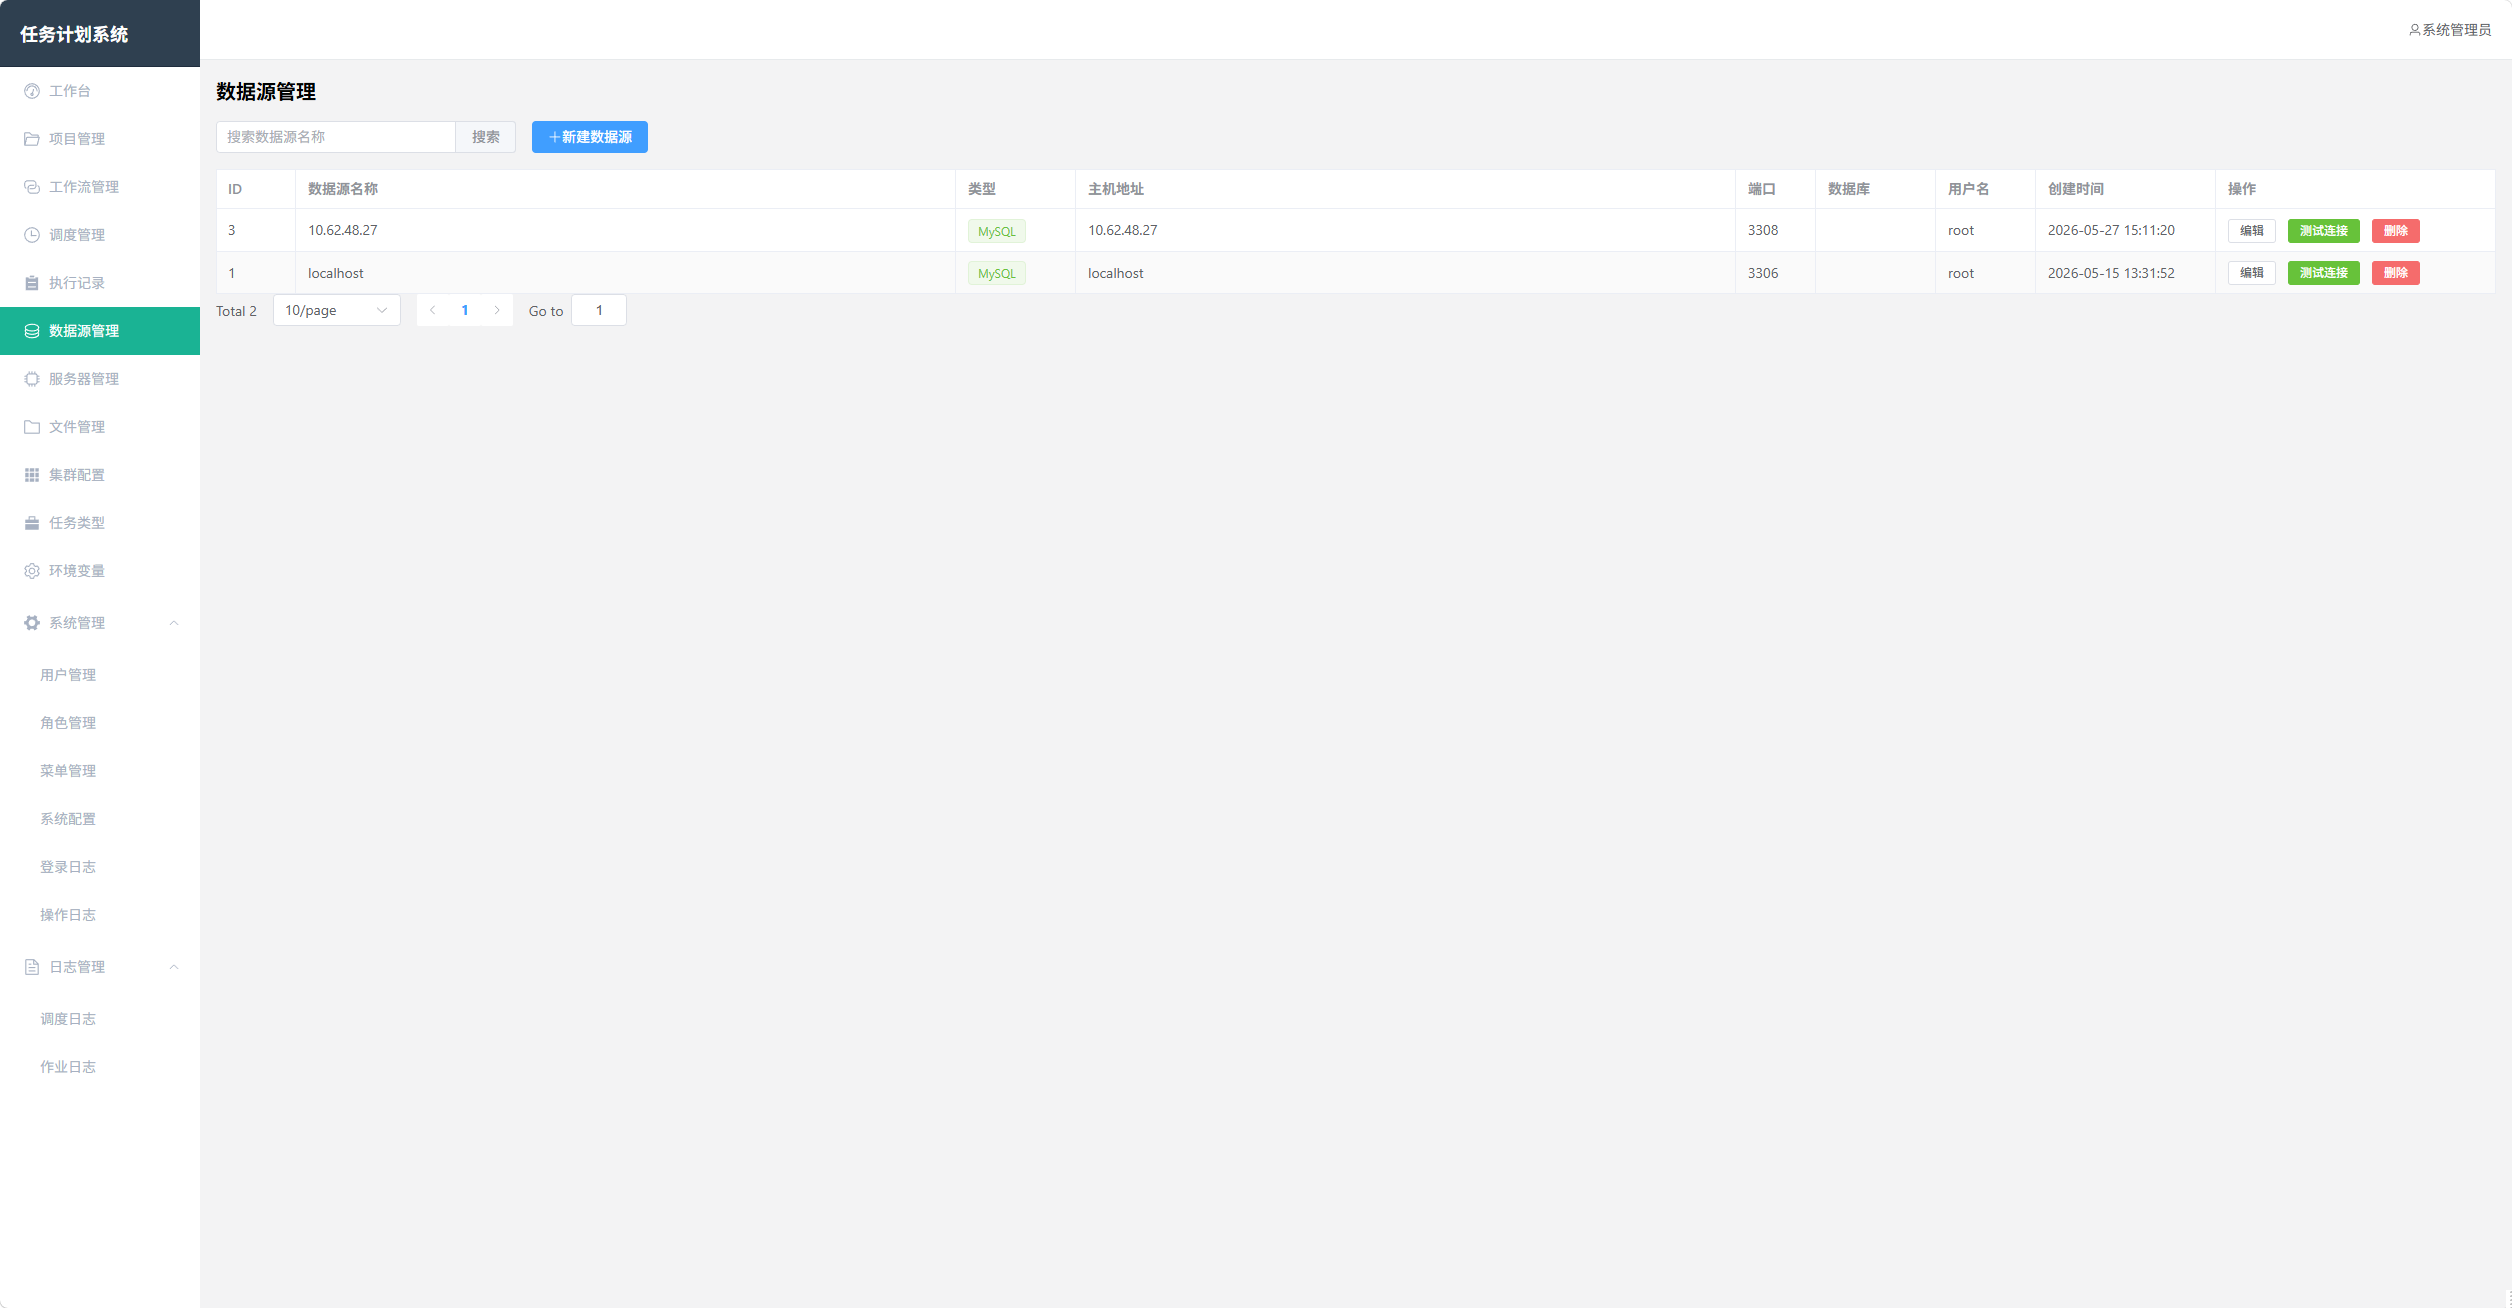 任务计划系统
系统管理员
工作台
项目管理
工作流管理
调度管理
执行记录
数据源管理
服务器管理
文件管理
集群配置
任务类型
环境变量
系统管理
用户管理
角色管理
菜单管理
系统配置
登录日志
操作日志
日志管理
调度日志
作业日志
数据源管理
搜索数据源名称 搜索 新建数据源
ID 数据源名称 类型 主机地址 端口 数据库 用户名 创建时间 操作
3 10.62.48.27 MySQL 10.62.48.27 3308 root 2026-05-27 15:11:20 编辑 测试连接 删除
1 localhost MySQL localhost 3306 root 2026-05-15 13:31:52 编辑 测试连接 删除
Total 2 10/page 1 Go to 1